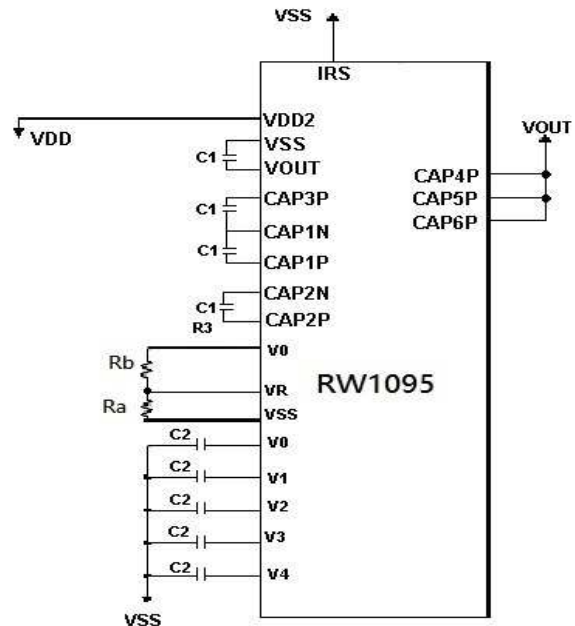 VSS
IRS
VDD2
VDD
VSS
C1
VOUT
VOUT
CAP4P
CAP3P
CAP5P
C1
CAP6P
CAP1N
C1
CAP1P
CAP2N
C1
CAP2P
R3
V0
Rb
RW1095
VR
Ra
VSS
C2
V0
C2
V1
C2
V2
C2
V3
C2
V4
VSS